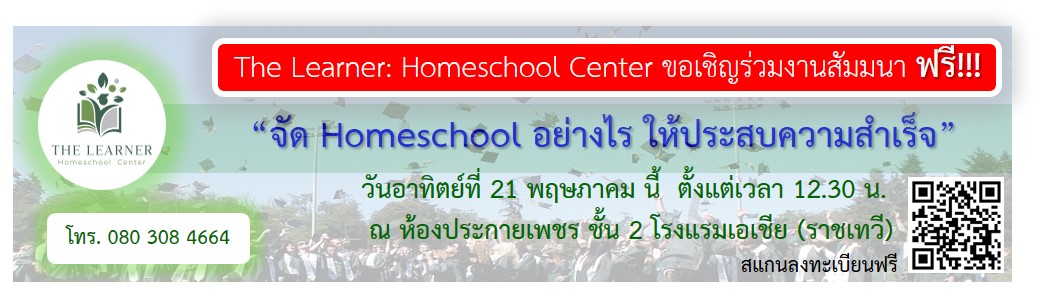 The Learner: Homeschool Center ขอเชิญร่วมงานสัมมนา ฟรี!!!
THE LEARNER
Homeschool Center
“จัด Homeschool อย่างไร ให้ประสบความสำเร็จ”
วันอาทิตย์ที่ 21 พฤษภาคม นี้ ตั้งแต่เวลา 12.30 น.
ณ ห้องประกายเพชร ชั้น 2 โรงแรมเอเชีย (ราชเทวี)
โทร. 080 308 4664
สแกนลงทะเบียนฟรี